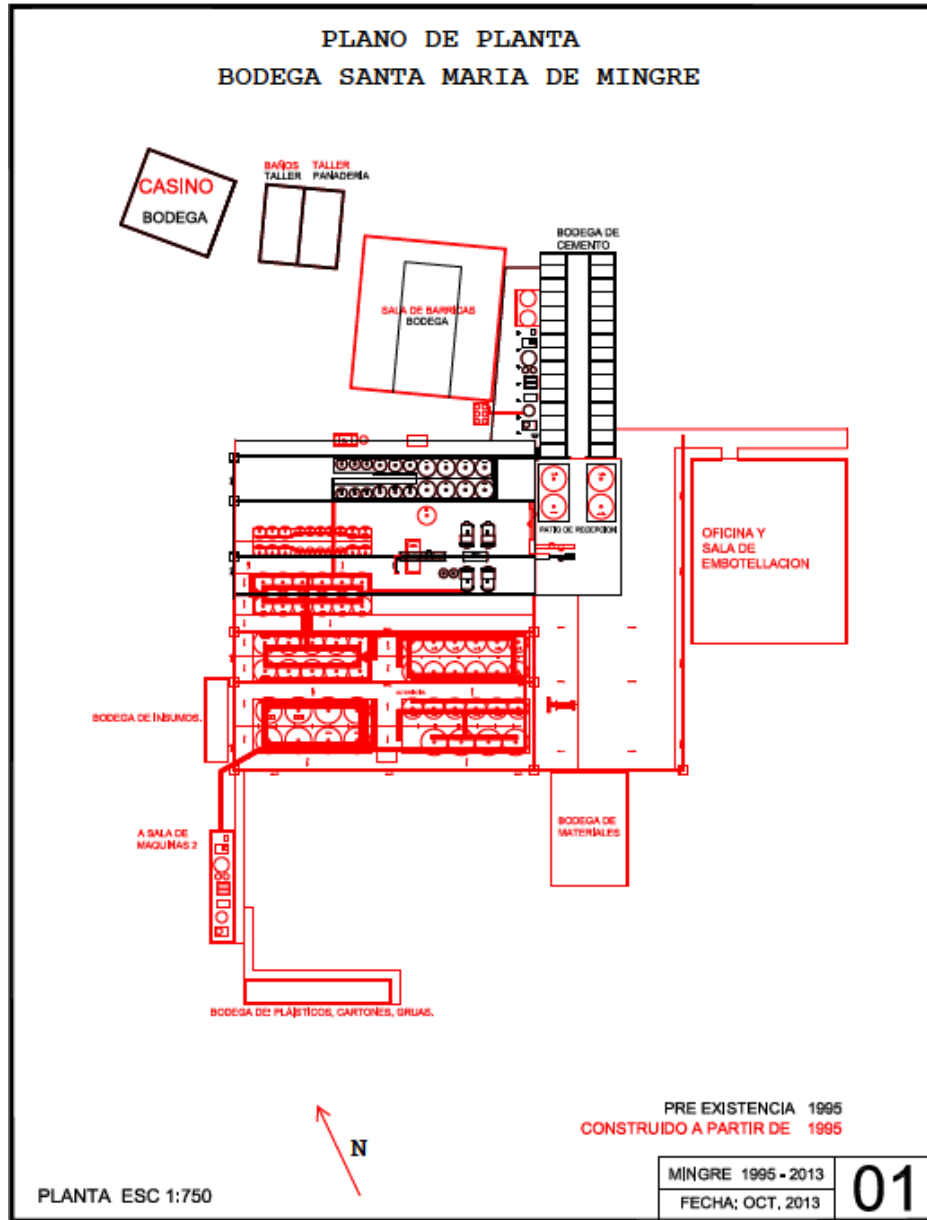 PLANO DE PLANTA
BODEGA SANTA MARIA DE MINGRE
CASINO
BODEGA
BAÑOS
TALLER
TALLER
PANADERÍA
BODEGA DE
CEMENTO
SALA DE BARRICAS
BODEGA
PATIO DE RECEPCION
OFICINA Y
SALA DE
EMBOTELLACION
BODEGA DE INSUMOS.
A SALA DE
MAQUINAS 2
BODEGA DE
MATERIALES
BODEGA DE: PLÁSTICOS, CARTONES, GRUAS.
PRE EXISTENCIA 1995
CONSTRUIDO A PARTIR DE 1995
N
PLANTA ESC 1:750
MINGRE 1995 - 2013
FECHA; OCT, 2013
01